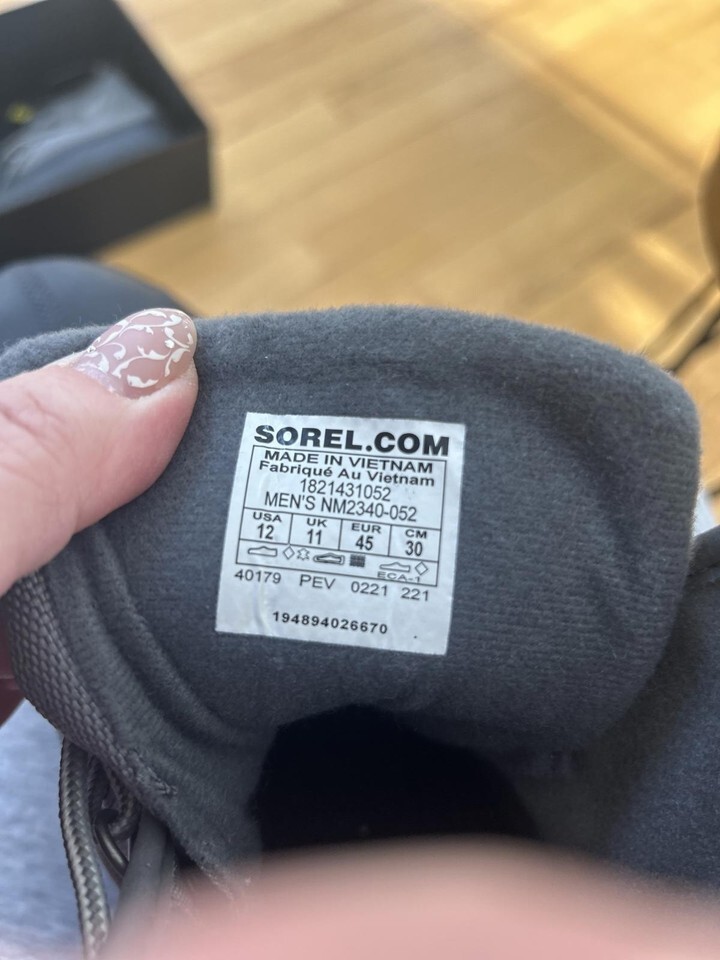 SOREL.COM
MADE IN VIETNAM
Fabriqué Au Vietnam
1821431052
MEN'S NM2340-052
USA UK EUR CM
12 11 45 30
ECA-1
40179 PEV 0221 221
194894026670